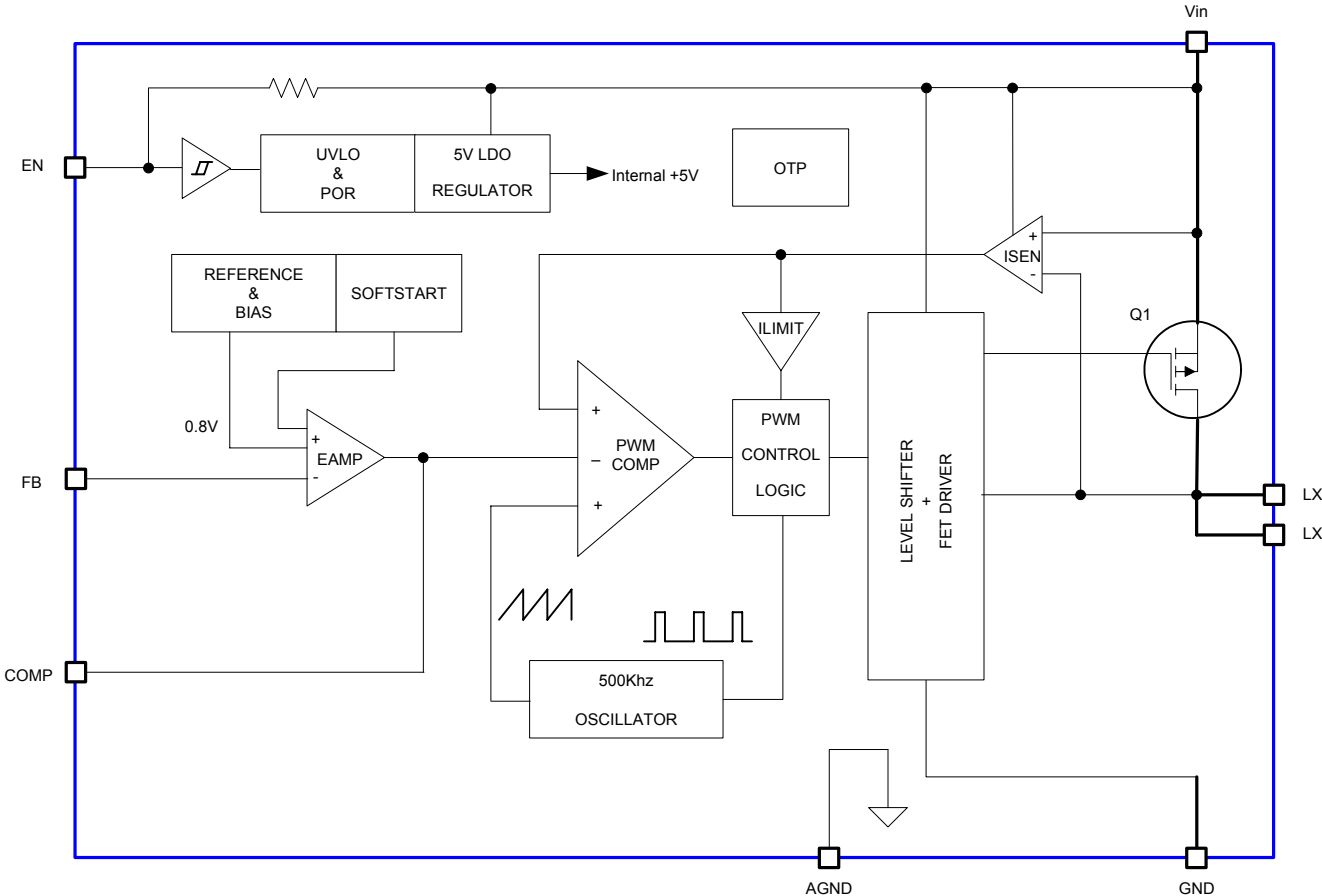 Vin
EN
UVLO
&
POR
5V LDO
REGULATOR
Internal +5V
OTP
REFERENCE
&
BIAS
SOFTSTART
+
ISEN
-
Q1
ILIMIT
0.8V
+
EAMP
-
FB
+
PWM
COMP
–
+
PWM
CONTROL
LOGIC
LEVEL SHIFTER
+
FET DRIVER
LX
LX
COMP
500Khz
OSCILLATOR
AGND
GND